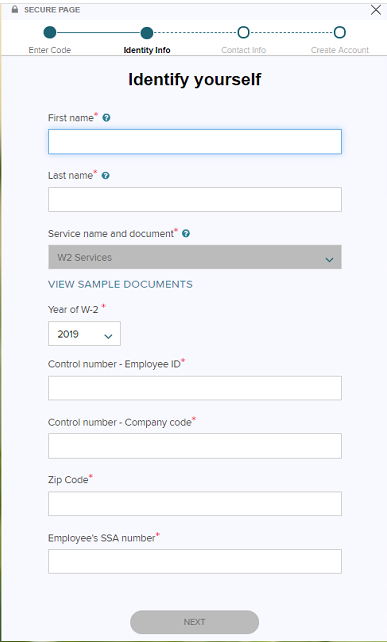 SECURE PAGE
Enter Code Identity Info Contact Info Create Account
Identify yourself
First name* ?
Last name* ?
Service name and document* ?
W2 Services
VIEW SAMPLE DOCUMENTS
Year of W-2 *
2019
Control number - Employee ID*
Control number - Company code*
Zip Code*
Employee's SSA number*
NEXT